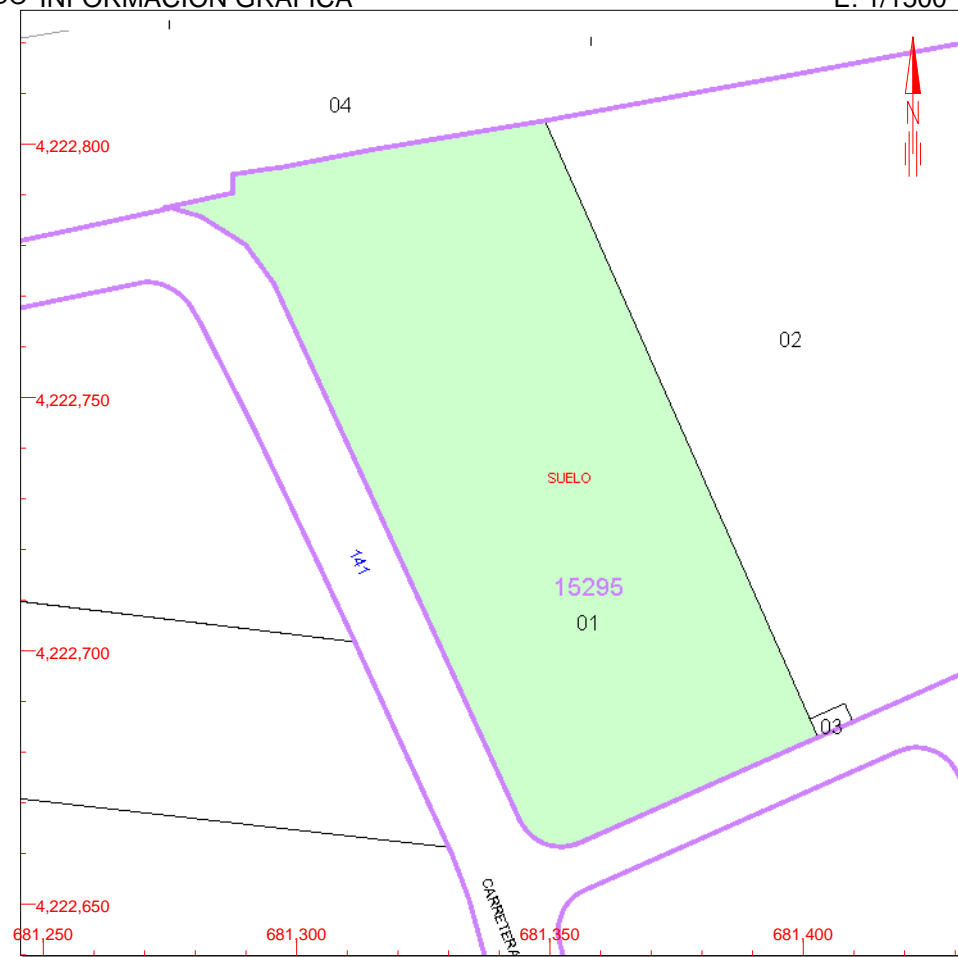 INFORMACIÓN GRÁFICA
E: 1/1500
04
N
4,222,800
02
4,222,750
SUELO
141
15295
01
4,222,700
03
CARRETERA
4,222,650
681,250
681,300
681,350
681,400